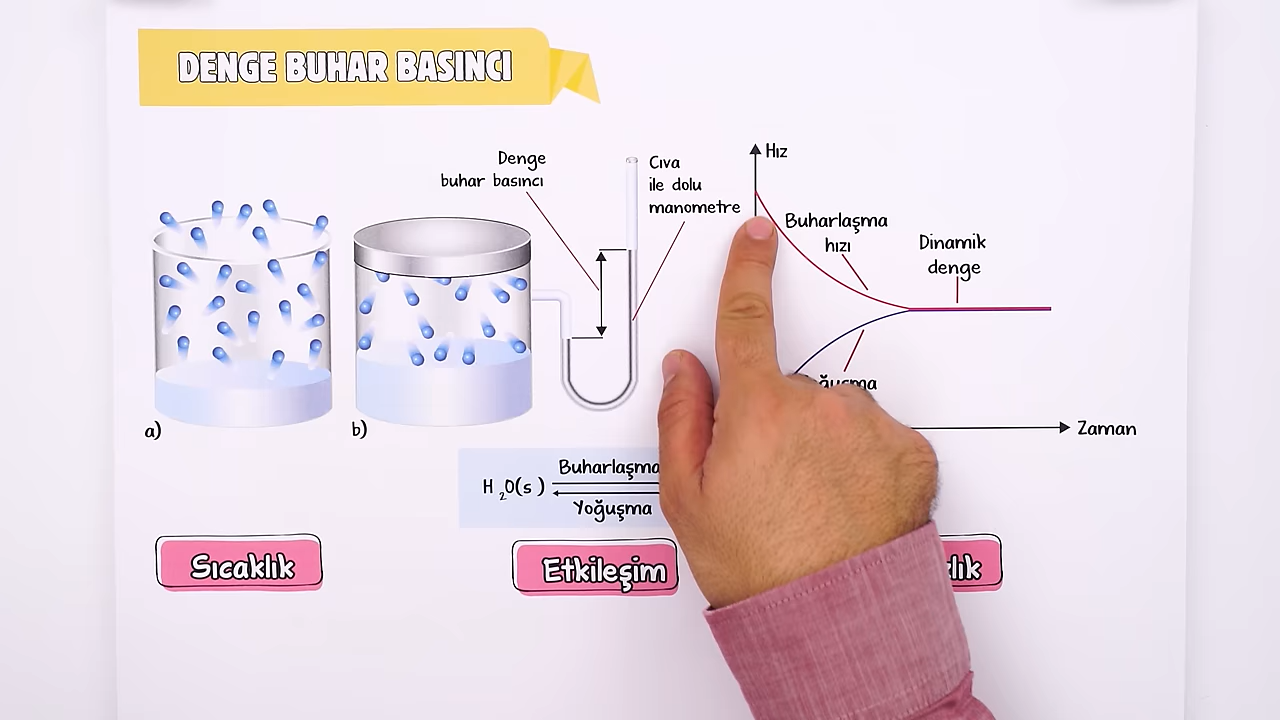 DENGE BUHAR BASINCI
Denge
buhar basıncı
Cıva
ile dolu
manometre
Hız
Buharlaşma
hızı
Dinamik
denge
Zaman
a)
b)
H₂O(s)
Buharlaşma
Yoğuşma
Sıcaklık
Etkileşim